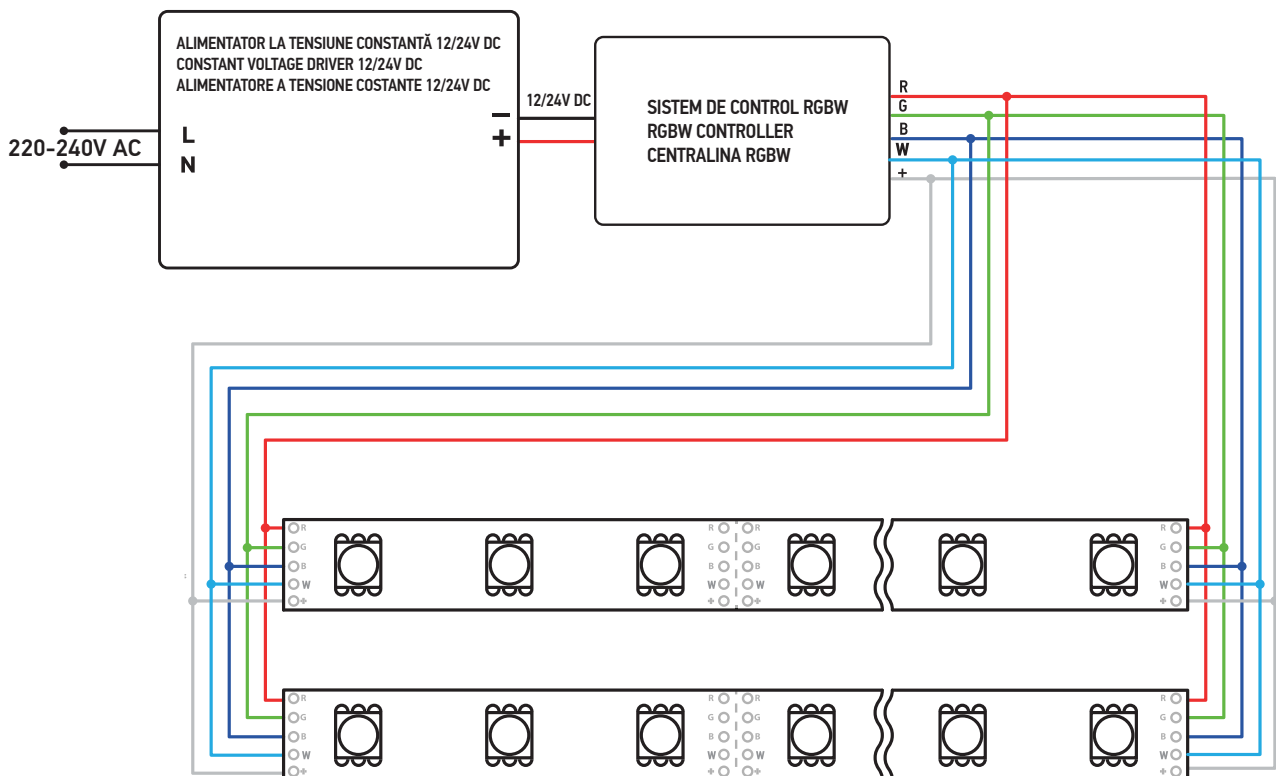 ALIMENTATOR LA TENSIUNE CONSTANTĂ 12/24V DC
CONSTANT VOLTAGE DRIVER 12/24V DC
ALIMENTATORE A TENSIONE COSTANTE 12/24V DC
220-240V AC
L
N
−
+
12/24V DC
SISTEM DE CONTROL RGBW
RGBW CONTROLLER
CENTRALINA RGBW
R
G
B
W
+
R R R R
G G G G
B B B B
W W W W
+ + + +
R R R R
G G G G
B B B B
W W W W
+ + + +